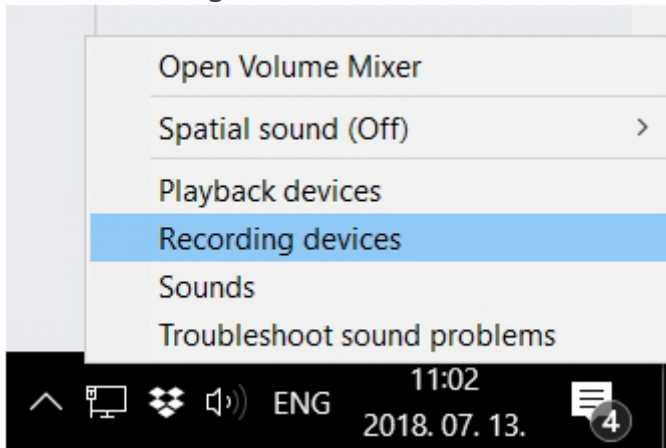 Open Volume Mixer
Spatial sound (Off)
Playback devices
Recording devices
Sounds
Troubleshoot sound problems
ENG
11:02
2018. 07. 13.
4